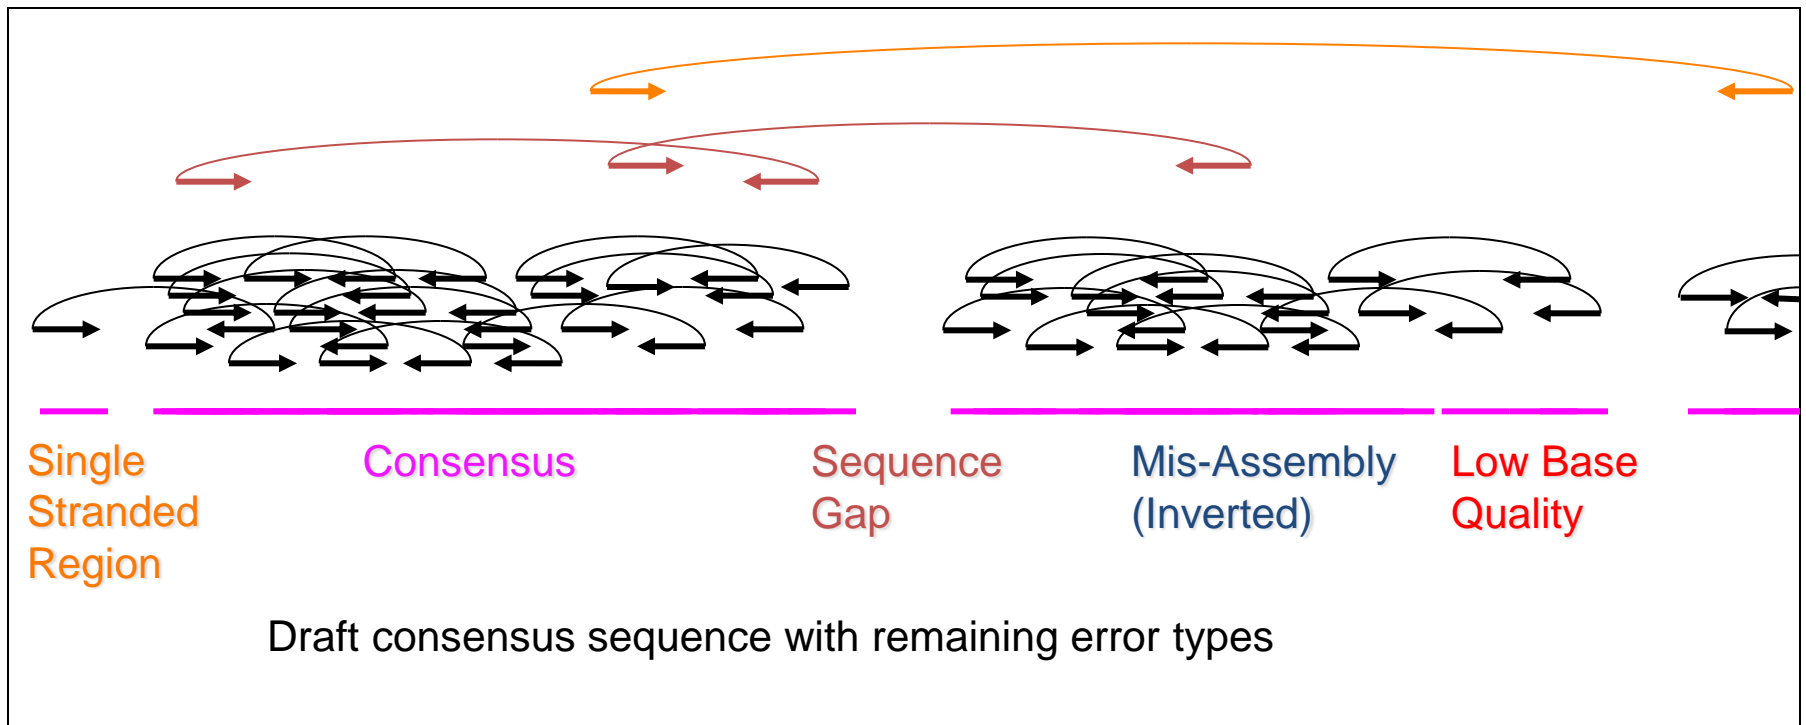 Single
Stranded
Region
Consensus
Sequence
Gap
Mis-Assembly
(Inverted)
Low Base
Quality
Draft consensus sequence with remaining error types